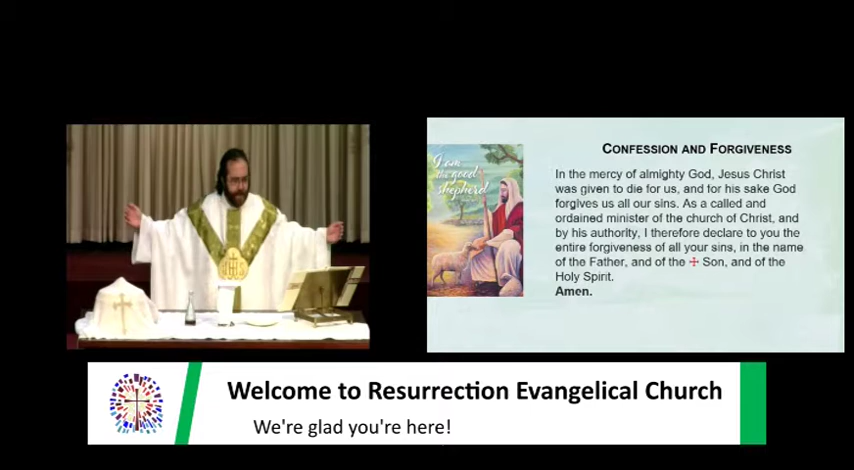 I am
the good
shepherd
CONFESSION AND FORGIVENESS
In the mercy of almighty God, Jesus Christ
was given to die for us, and for his sake God
forgives us all our sins. As a called and
ordained minister of the church of Christ, and
by his authority, I therefore declare to you the
entire forgiveness of all your sins, in the name
of the Father, and of the ☩ Son, and of the
Holy Spirit.
Amen.
IHS
Welcome to Resurrection Evangelical Church
We're glad you're here!